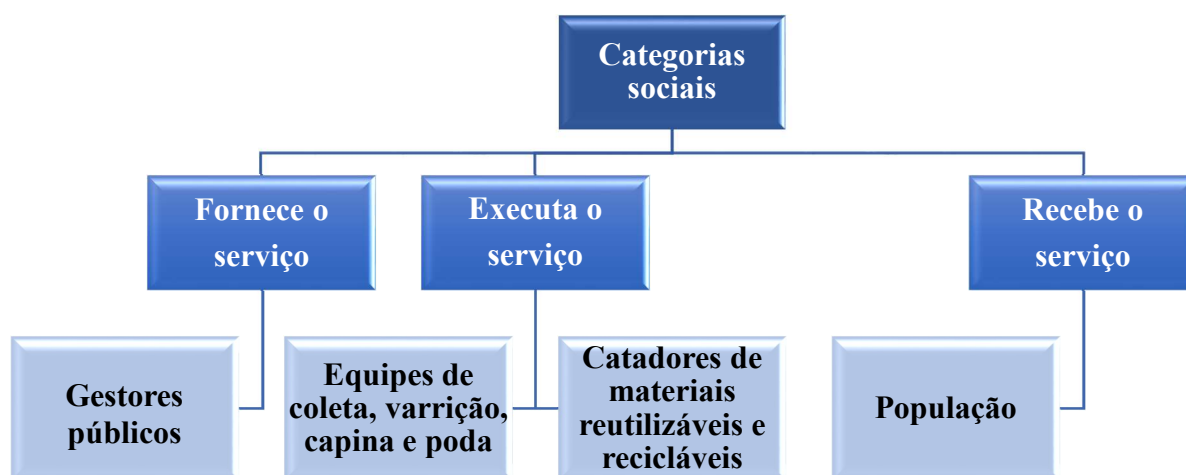 Categorias
sociais
Fornece o
serviço
Executa o
serviço
Recebe o
serviço
Gestores
públicos
Equipes de
coleta, varrição,
capina e poda
Catadores de
materiais
reutilizáveis e
recicláveis
População